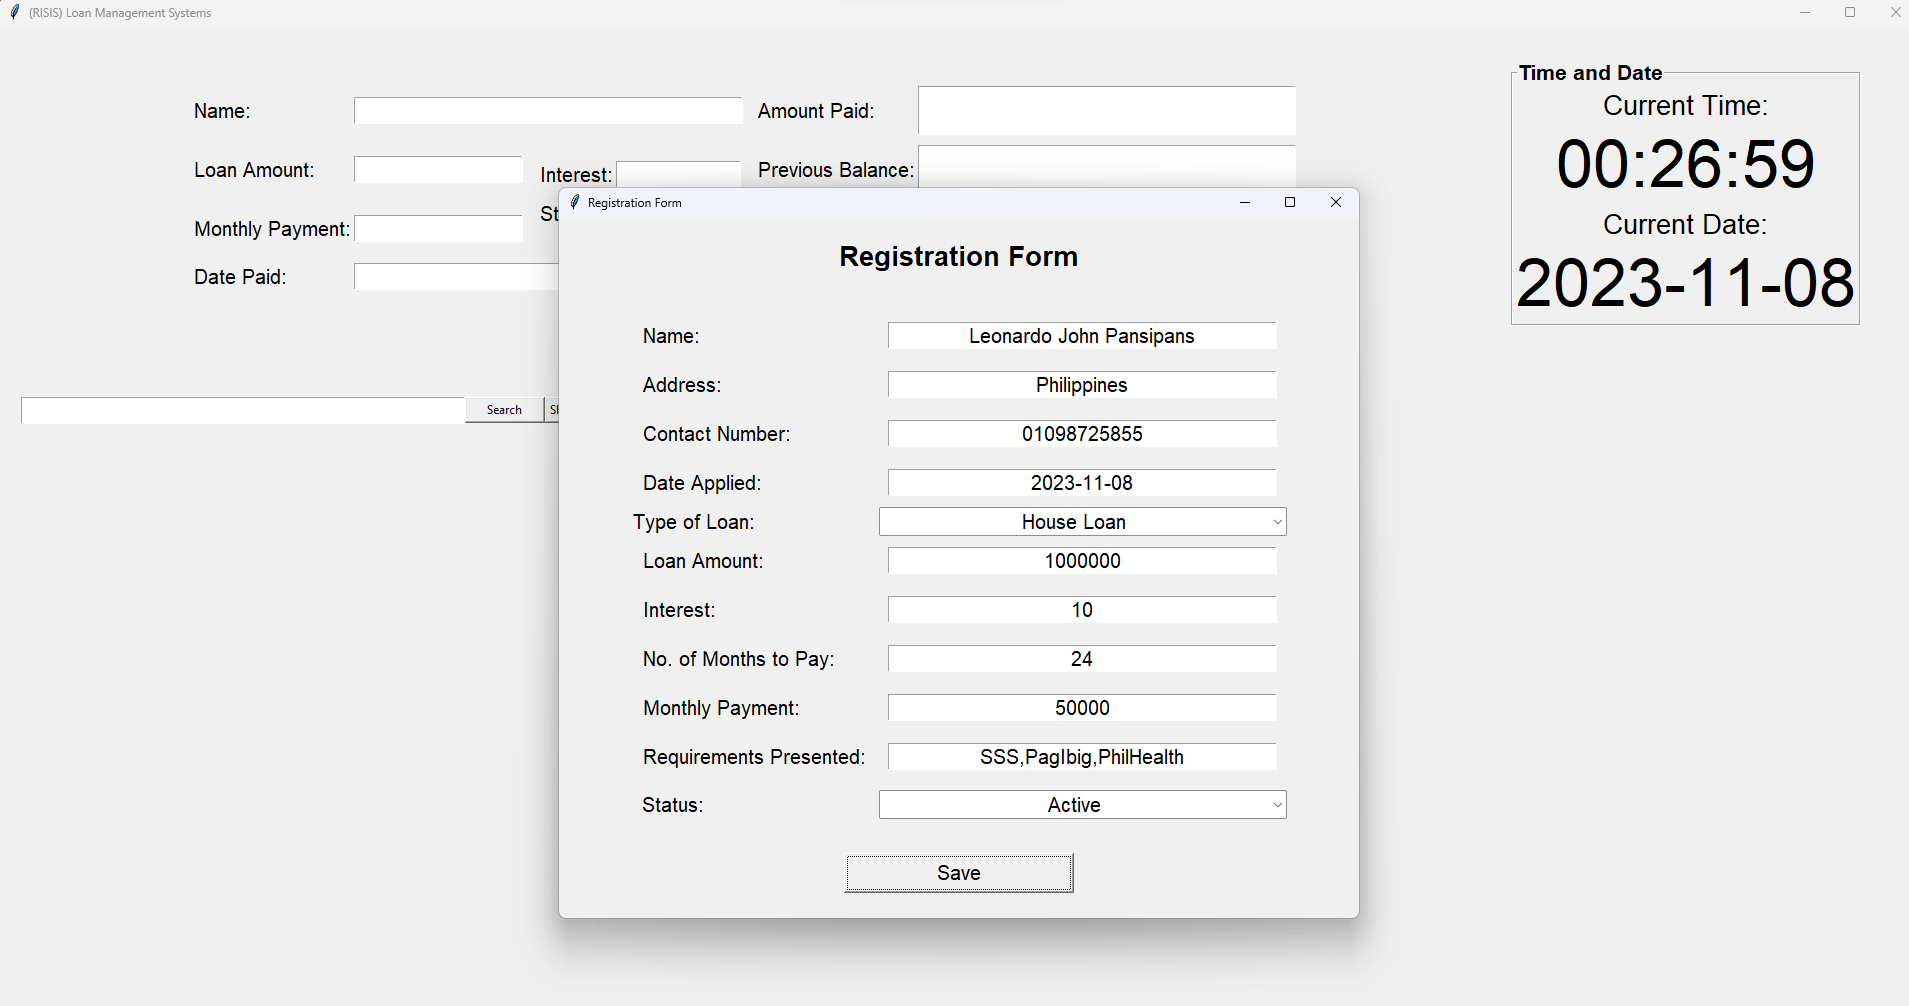 (RISIS) Loan Management Systems
Name:
Amount Paid:
Loan Amount:
Interest:
Previous Balance:
Monthly Payment:
St
Date Paid:
Search
Sh
Time and Date
Current Time:
00:26:59
Current Date:
2023-11-08
Registration Form
Registration Form
Name: Leonardo John Pansipans
Address: Philippines
Contact Number: 01098725855
Date Applied: 2023-11-08
Type of Loan: House Loan
Loan Amount: 1000000
Interest: 10
No. of Months to Pay: 24
Monthly Payment: 50000
Requirements Presented: SSS,PagIbig,PhilHealth
Status: Active
Save